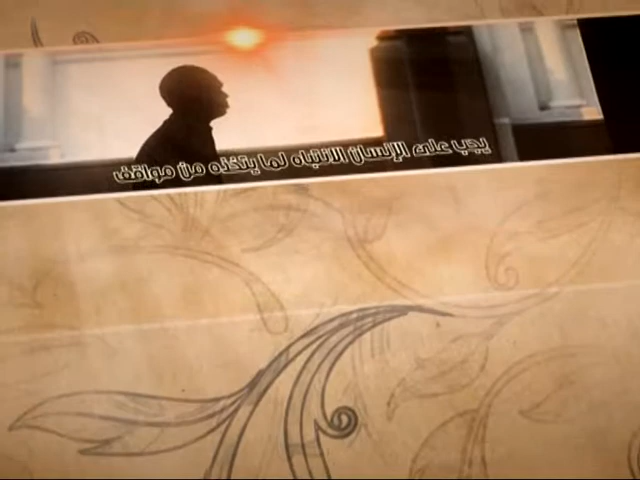 يجب على الإنسان الانتباه لما يتخذه من مواقف